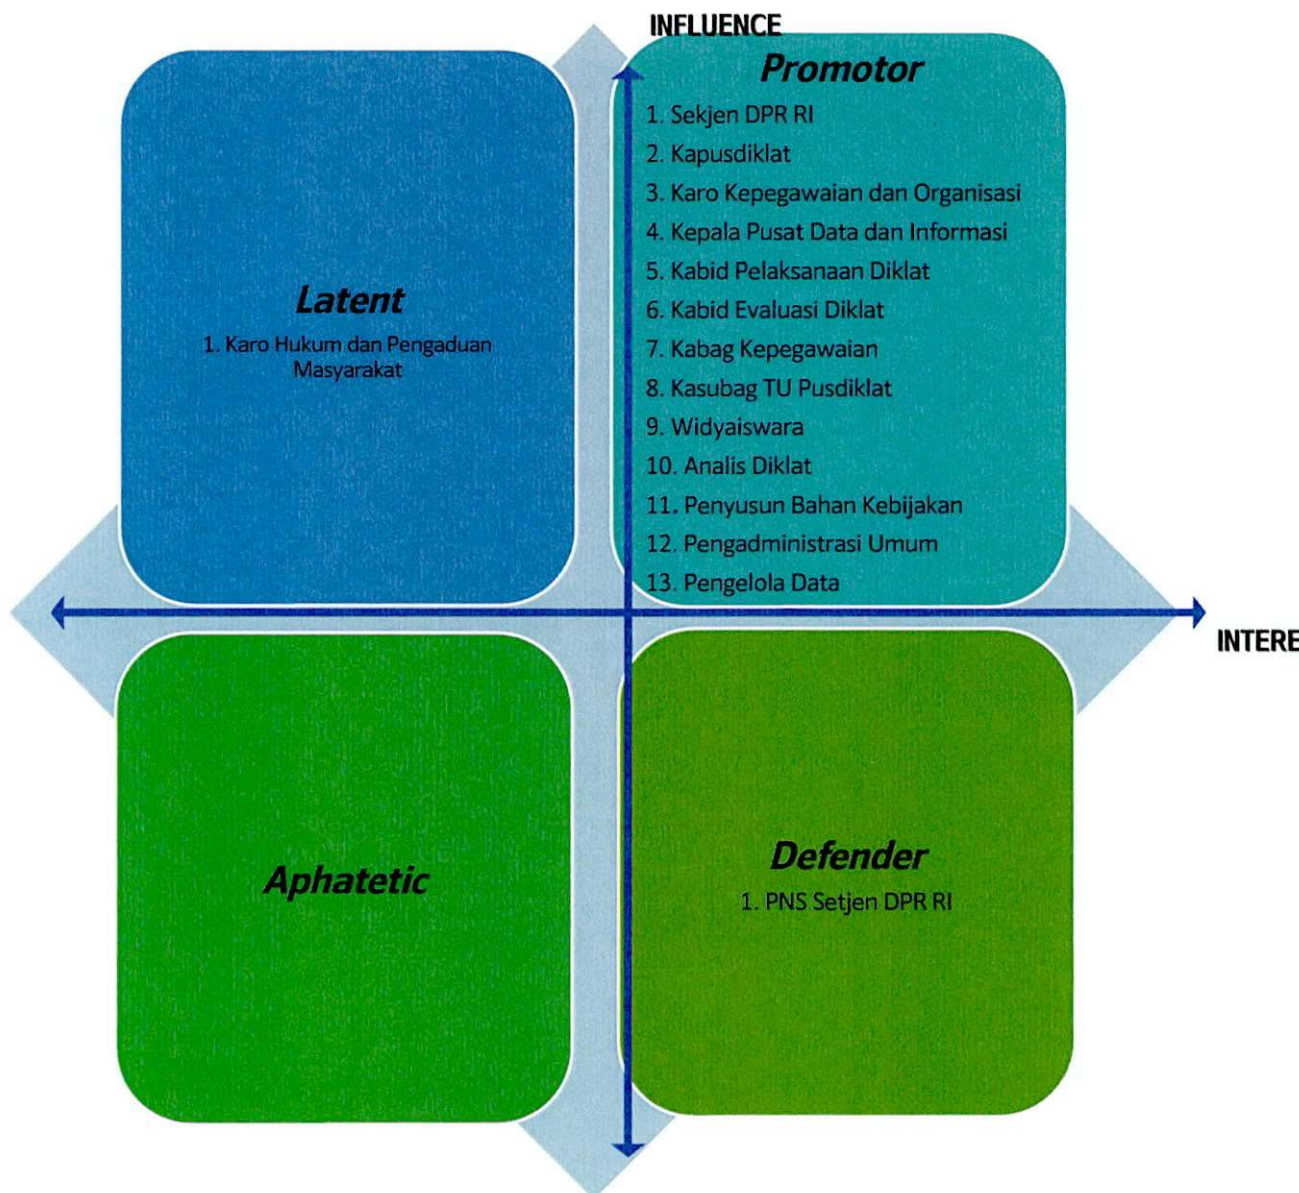 INFLUENCE
Promotor
1. Sekjen DPR RI
2. Kapusdiklat
3. Karo Kepegawaian dan Organisasi
4. Kepala Pusat Data dan Informasi
5. Kabid Pelaksanaan Diklat
6. Kabid Evaluasi Diklat
7. Kabag Kepegawaian
8. Kasubag TU Pusdiklat
9. Widyaiswara
10. Analis Diklat
11. Penyusun Bahan Kebijakan
12. Pengadministrasi Umum
13. Pengelola Data
Latent
1. Karo Hukum dan Pengaduan
Masyarakat
INTERE
Aphatetic
Defender
1. PNS Setjen DPR RI